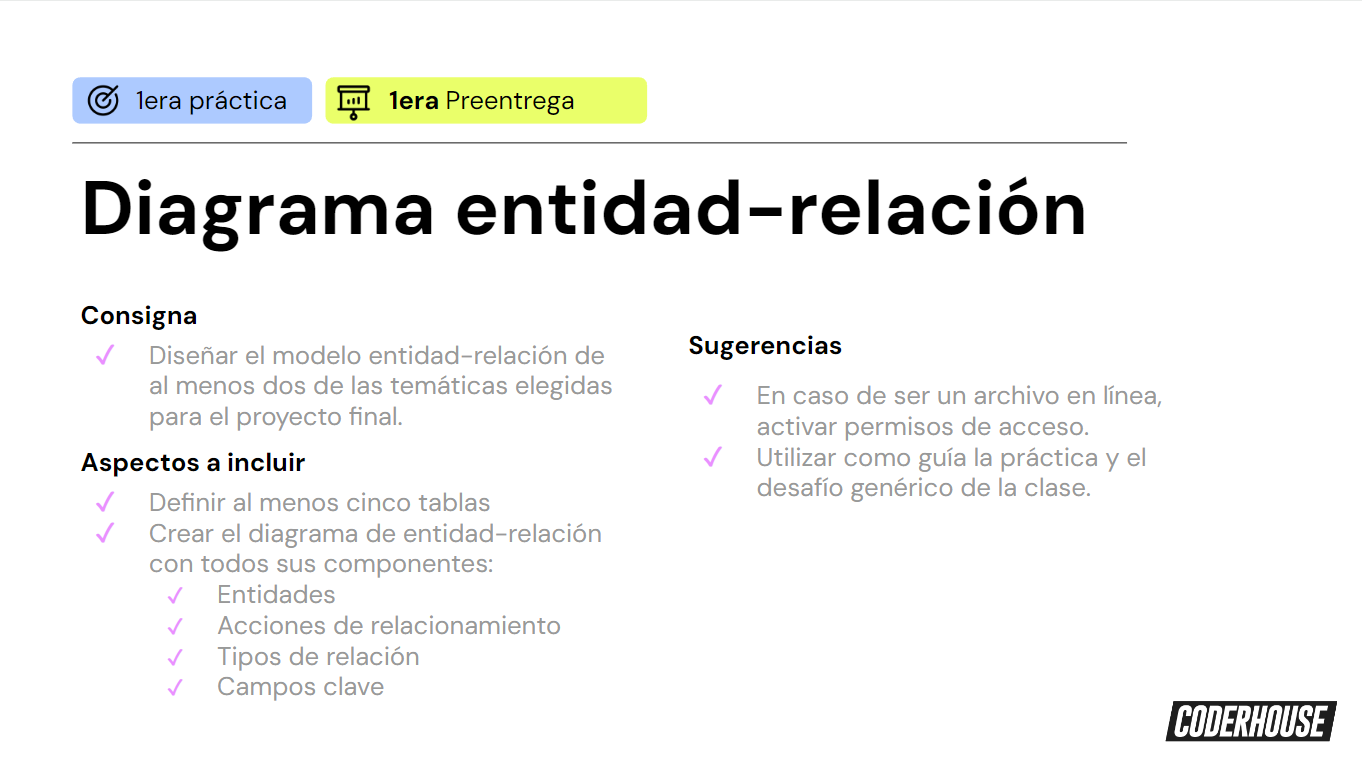 1era práctica
1era Preentrega
Diagrama entidad-relación
Consigna
✓ Diseñar el modelo entidad-relación de
al menos dos de las temáticas elegidas
para el proyecto final.
Aspectos a incluir
✓ Definir al menos cinco tablas
✓ Crear el diagrama de entidad-relación
con todos sus componentes:
✓ Entidades
✓ Acciones de relacionamiento
✓ Tipos de relación
✓ Campos clave
Sugerencias
✓ En caso de ser un archivo en línea,
activar permisos de acceso.
✓ Utilizar como guía la práctica y el
desafío genérico de la clase.
CODERHOUSE